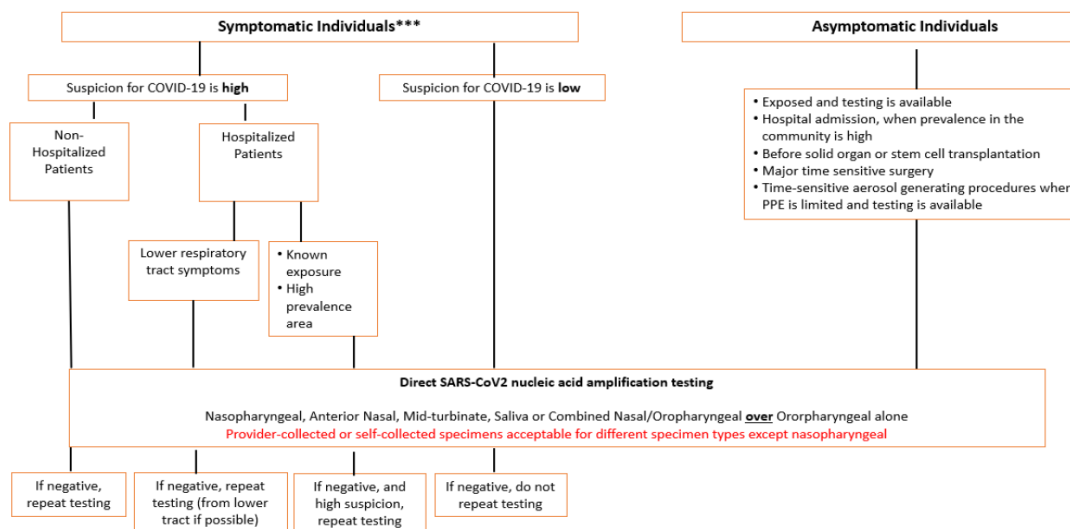 Symptomatic Individuals***
Asymptomatic Individuals
Suspicion for COVID-19 is high
Suspicion for COVID-19 is low
Non-
Hospitalized
Patients
Hospitalized
Patients
• Exposed and testing is available
• Hospital admission, when prevalence in the
community is high
• Before solid organ or stem cell transplantation
• Major time sensitive surgery
• Time-sensitive aerosol generating procedures when
PPE is limited and testing is available
Lower respiratory
tract symptoms
• Known
exposure
• High
prevalence
area
Direct SARS-CoV2 nucleic acid amplification testing
Nasopharyngeal, Anterior Nasal, Mid-turbinate, Saliva or Combined Nasal/Oropharyngeal over Ororpharyngeal alone
Provider-collected or self-collected specimens acceptable for different specimen types except nasopharyngeal
If negative,
repeat testing
If negative, repeat
testing (from lower
tract if possible)
If negative, and
high suspicion,
repeat testing
If negative, do not
repeat testing